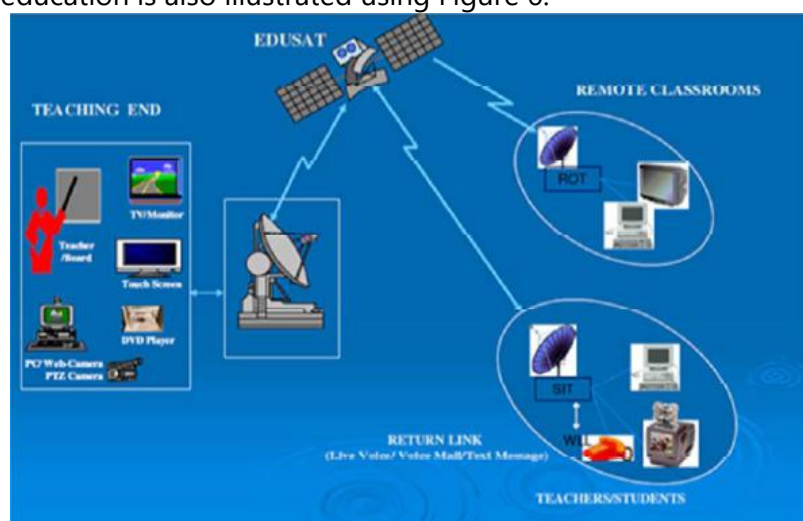 education is also illustrated using Figure 6.
EDUSAT
REMOTE CLASSROOMS
TEACHING END
ROT
TV/Monitor
Teacher
/Board
Touch Screen
DVD Player
PC/ Web-Camera
PTZ Camera
SIT
WLL
RETURN LINK
(Live Voice/ Voice Mail/Text Message)
TEACHERS/STUDENTS